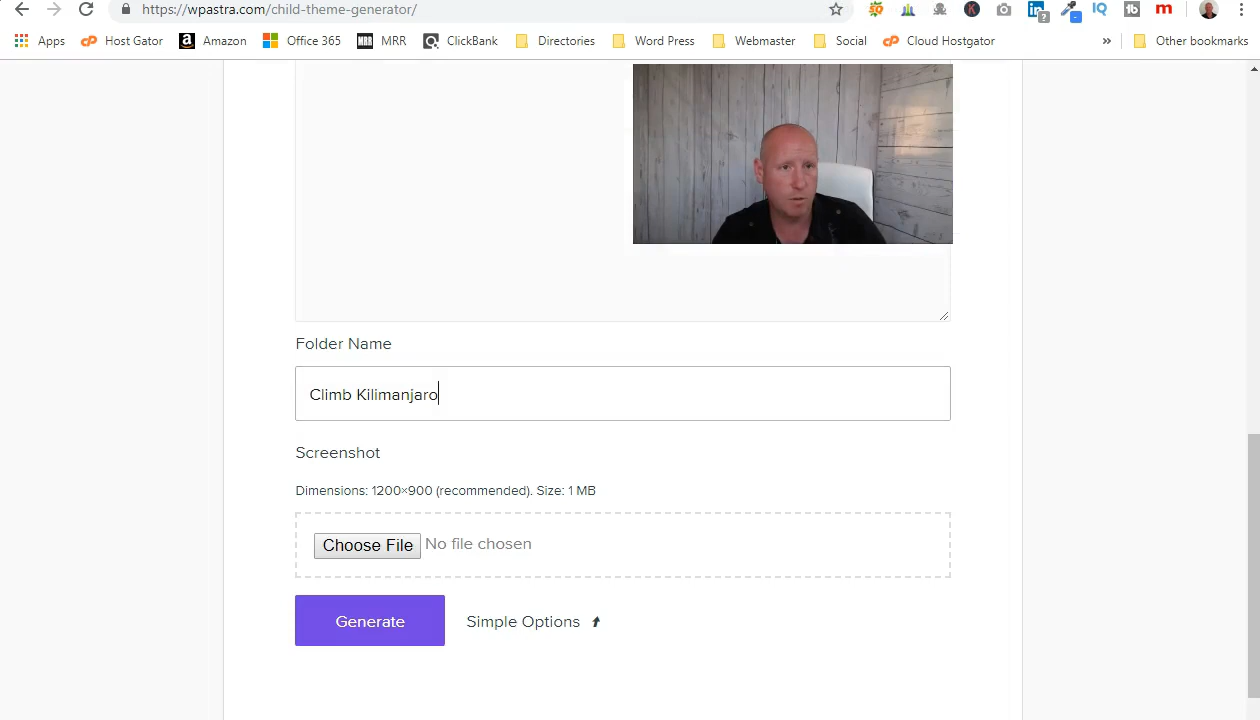 https://wpastra.com/child-theme-generator/
Apps Host Gator Amazon Office 365 MRR ClickBank Directories Word Press Webmaster Social Cloud Hostgator » Other bookmarks
Folder Name
Climb Kilimanjaro
Screenshot
Dimensions: 1200×900 (recommended). Size: 1 MB
Choose File No file chosen
Generate Simple Options